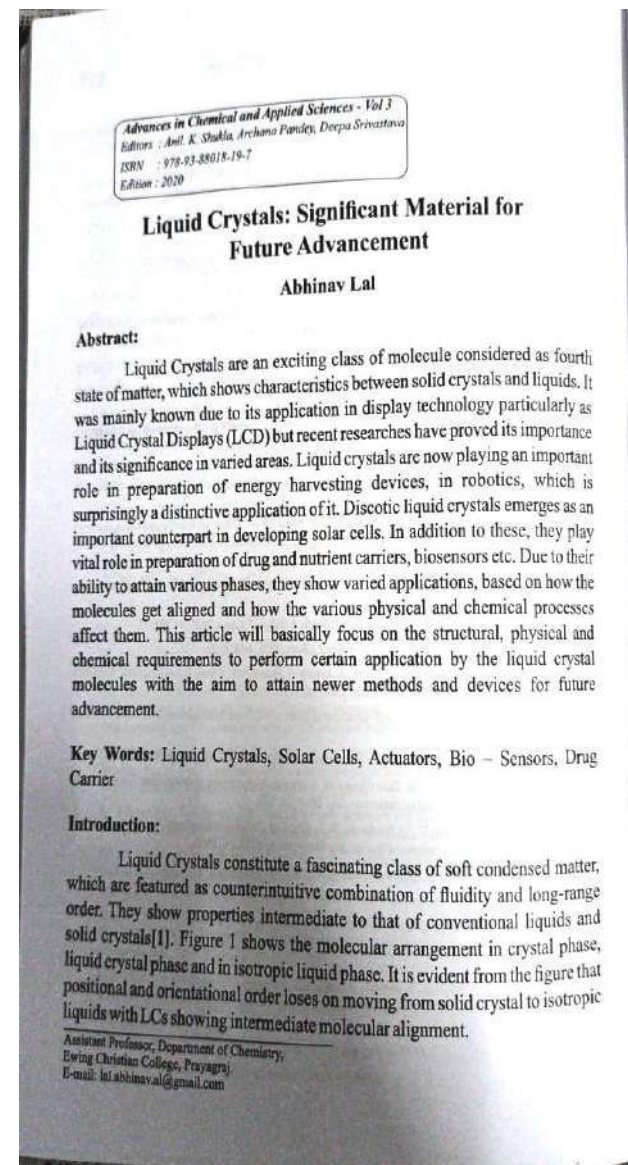 Advances in Chemical and Applied Sciences - Vol 3
Editors : Anil. K. Shukla, Archana Pandey, Deepa Srivastava
ISBN : 978-93-88018-19-7
Edition : 2020
Liquid Crystals: Significant Material for
Future Advancement
Abhinav Lal
Abstract:
Liquid Crystals are an exciting class of molecule considered as fourth
state of matter, which shows characteristics between solid crystals and liquids. It
was mainly known due to its application in display technology particularly as
Liquid Crystal Displays (LCD) but recent researches have proved its importance
and its significance in varied areas. Liquid crystals are now playing an important
role in preparation of energy harvesting devices, in robotics, which is
surprisingly a distinctive application of it. Discotic liquid crystals emerges as an
important counterpart in developing solar cells. In addition to these, they play
vital role in preparation of drug and nutrient carriers, biosensors etc. Due to their
ability to attain various phases, they show varied applications, based on how the
molecules get aligned and how the various physical and chemical processes
affect them. This article will basically focus on the structural, physical and
chemical requirements to perform certain application by the liquid crystal
molecules with the aim to attain newer methods and devices for future
advancement.
Key Words: Liquid Crystals, Solar Cells, Actuators, Bio – Sensors, Drug
Carrier
Introduction:
Liquid Crystals constitute a fascinating class of soft condensed matter,
which are featured as counterintuitive combination of fluidity and long-range
order. They show properties intermediate to that of conventional liquids and
solid crystals[1]. Figure 1 shows the molecular arrangement in crystal phase,
liquid crystal phase and in isotropic liquid phase. It is evident from the figure that
positional and orientational order loses on moving from solid crystal to isotropic
liquids with LCs showing intermediate molecular alignment.
Assistant Professor, Department of Chemistry,
Ewing Christian College, Prayagraj.
E-mail: lal.abhinav.al@gmail.com